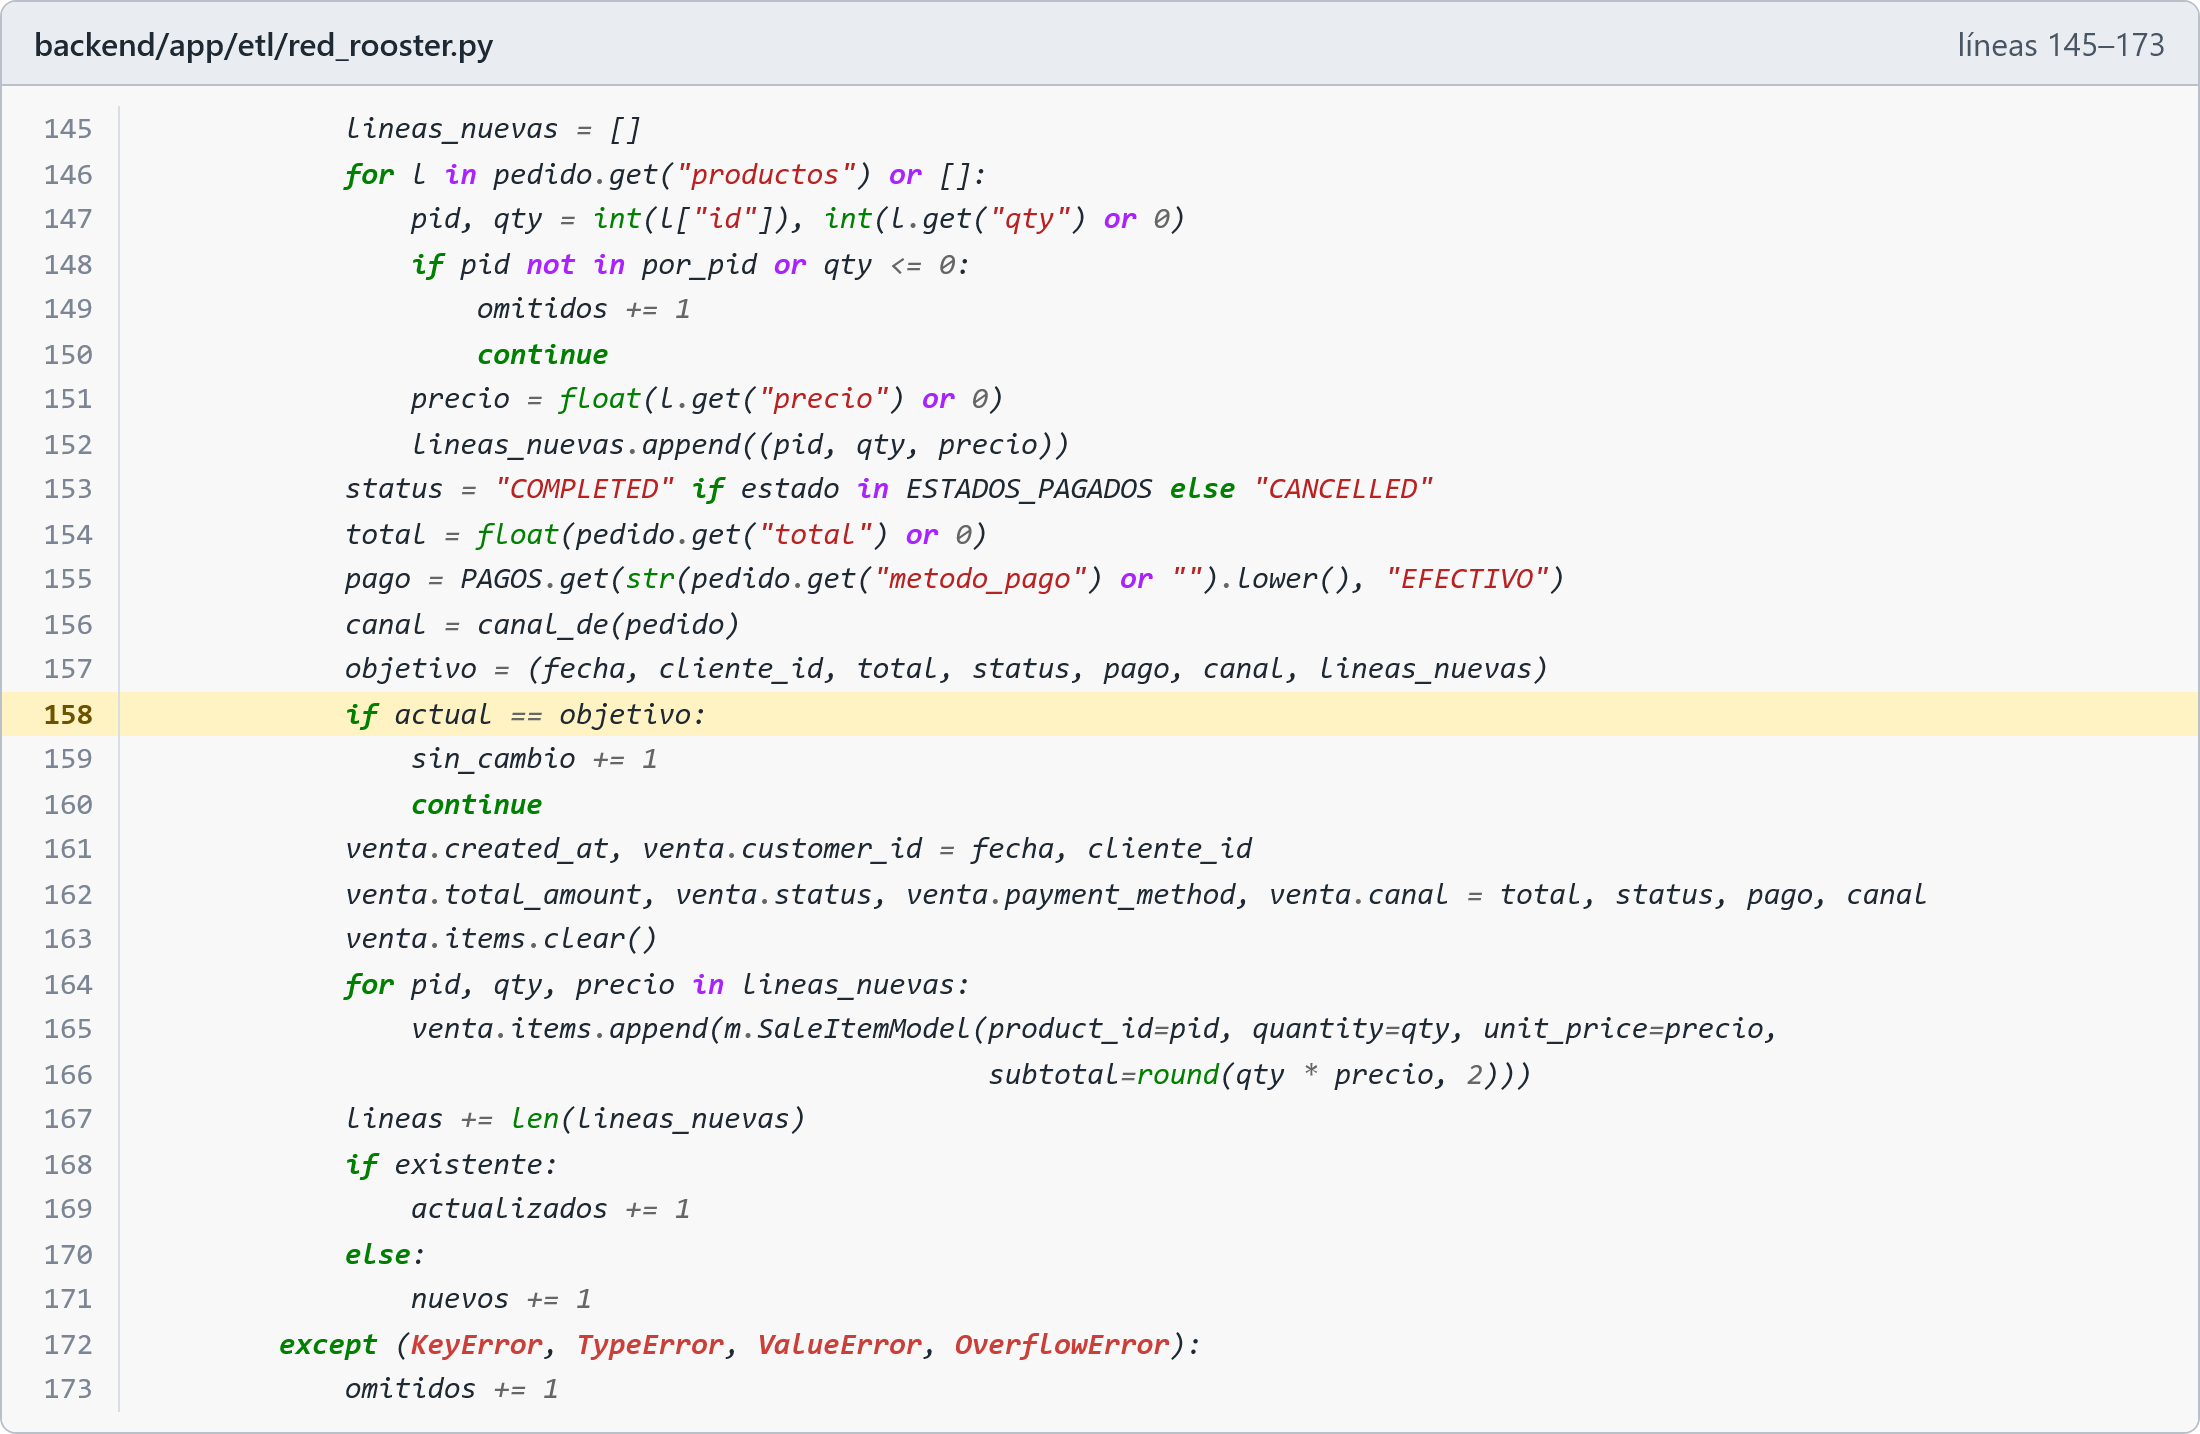 backend/app/etl/red_rooster.py
líneas 145–173
145 lineas_nuevas = []
146 for l in pedido.get("productos") or []:
147 pid, qty = int(l["id"]), int(l.get("qty") or 0)
148 if pid not in por_pid or qty <= 0:
149 omitidos += 1
150 continue
151 precio = float(l.get("precio") or 0)
152 lineas_nuevas.append((pid, qty, precio))
153 status = "COMPLETED" if estado in ESTADOS_PAGADOS else "CANCELLED"
154 total = float(pedido.get("total") or 0)
155 pago = PAGOS.get(str(pedido.get("metodo_pago") or "").lower(), "EFECTIVO")
156 canal = canal_de(pedido)
157 objetivo = (fecha, cliente_id, total, status, pago, canal, lineas_nuevas)
158 if actual == objetivo:
159 sin_cambio += 1
160 continue
161 venta.created_at, venta.customer_id = fecha, cliente_id
162 venta.total_amount, venta.status, venta.payment_method, venta.canal = total, status, pago, canal
163 venta.items.clear()
164 for pid, qty, precio in lineas_nuevas:
165 venta.items.append(m.SaleItemModel(product_id=pid, quantity=qty, unit_price=precio,
166 subtotal=round(qty * precio, 2)))
167 lineas += len(lineas_nuevas)
168 if existente:
169 actualizados += 1
170 else:
171 nuevos += 1
172 except (KeyError, TypeError, ValueError, OverflowError):
173 omitidos += 1